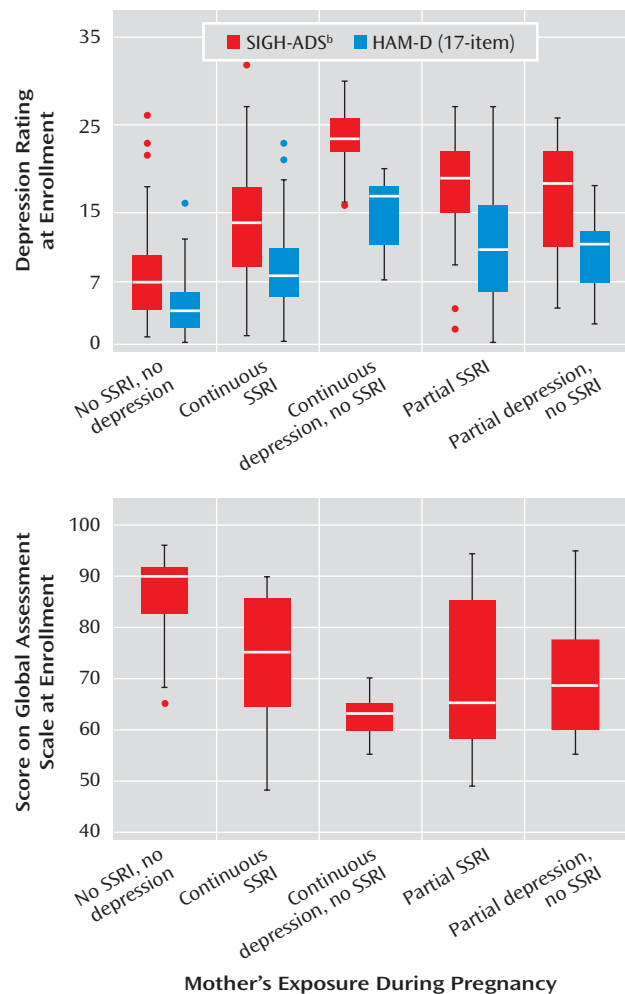 SIGH-ADSb HAM-D (17-item)
Depression Rating
at Enrollment
35
25
15
7
0
No SSRI, no
depression
Continuous
SSRI
Continuous
depression, no SSRI
Partial SSRI
Partial depression,
no SSRI
Score on Global Assessment
Scale at Enrollment
100
90
80
70
60
50
40
No SSRI, no
depression
Continuous
SSRI
Continuous
depression, no SSRI
Partial SSRI
Partial depression,
no SSRI
Mother's Exposure During Pregnancy